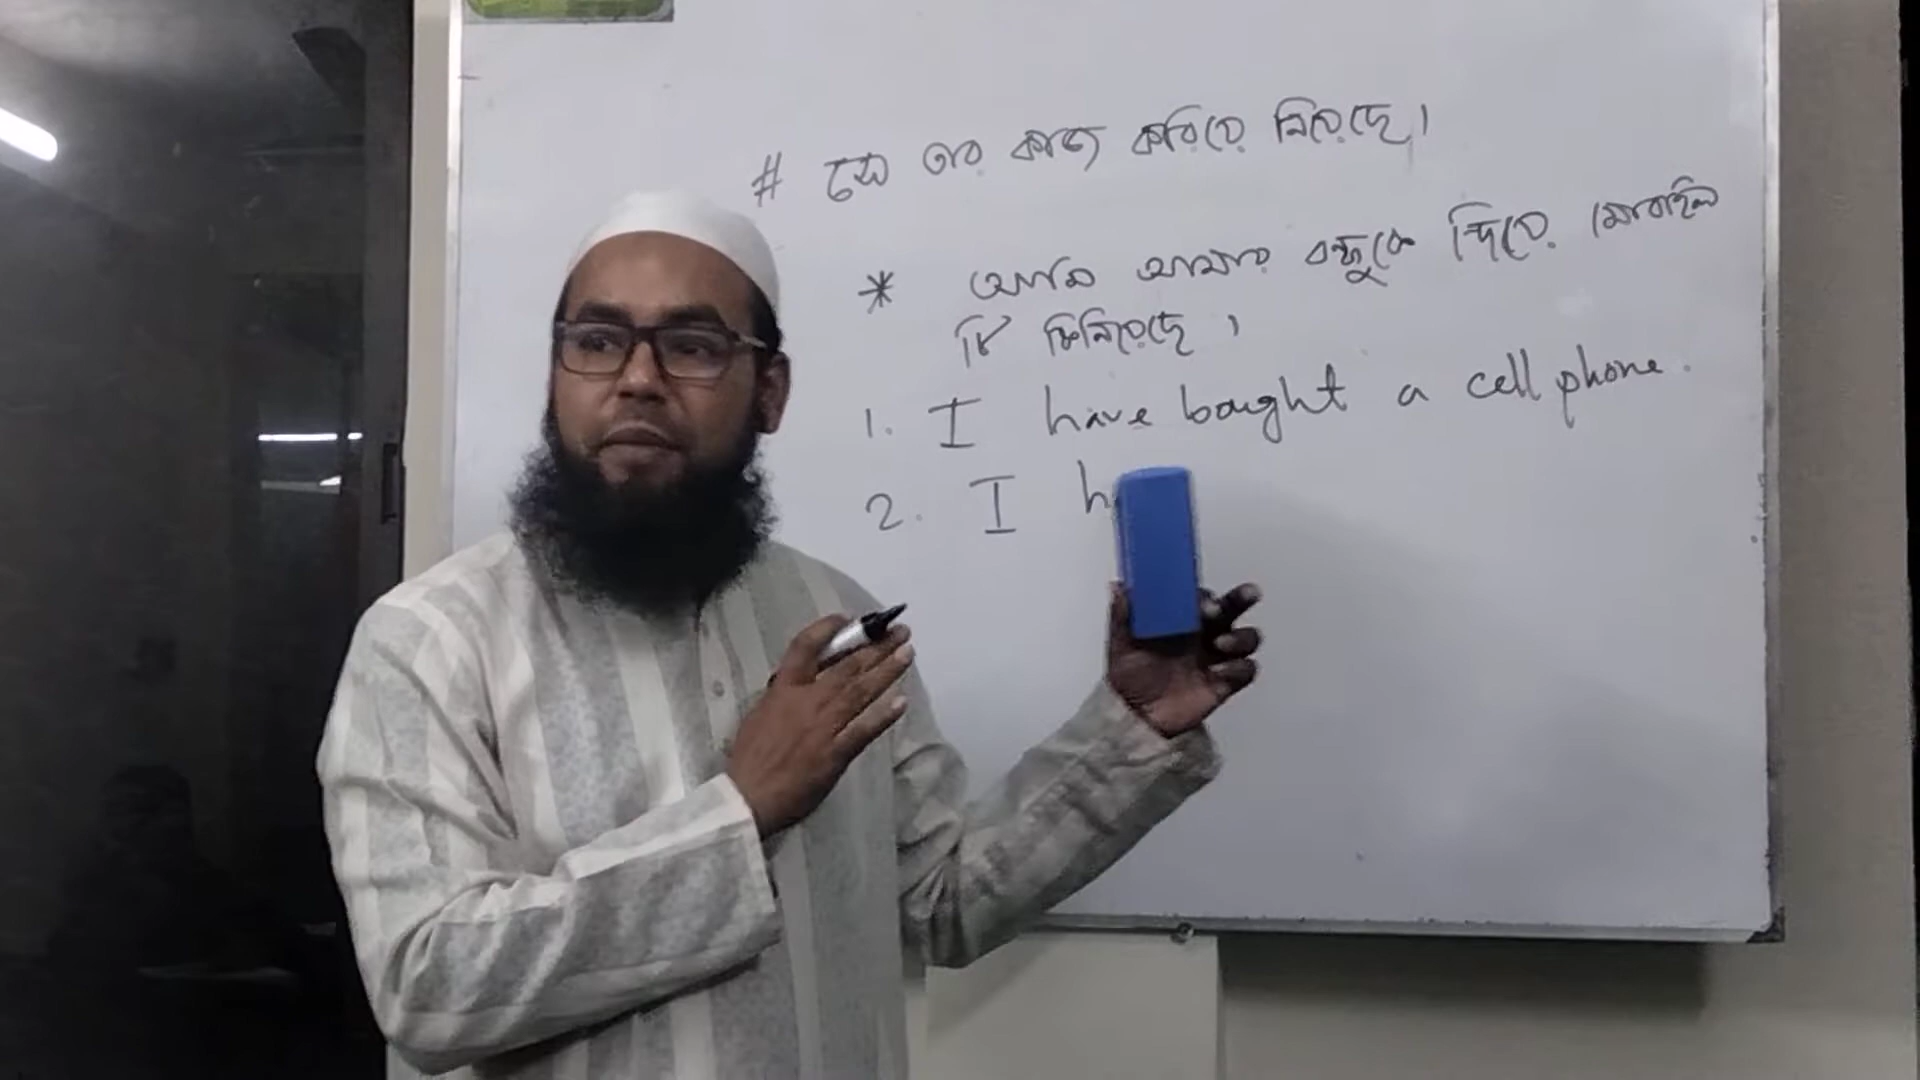 # সে তার কাজ করিয়ে নিয়েছে।
* আমি আমার বন্ধুকে দিয়ে মোবাইল
টি কিনিয়েছে।
1. I have bought a cell phone.
2. I h